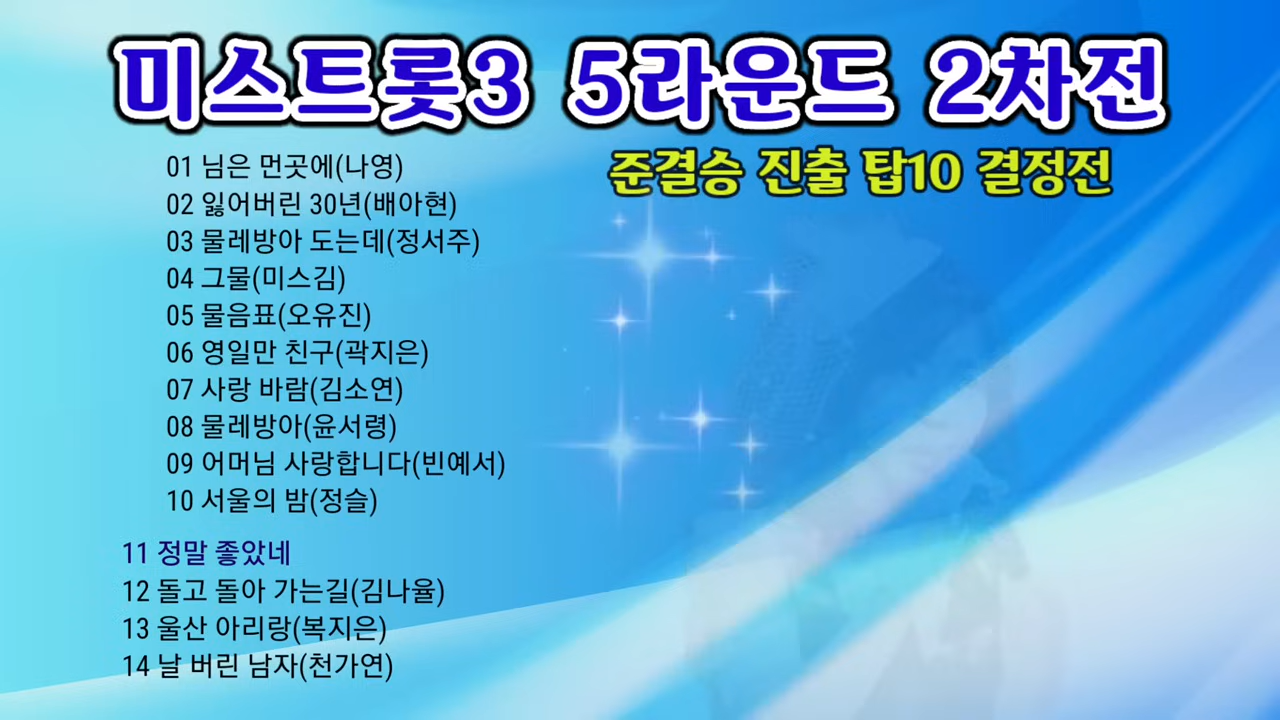 미스트롯3 5라운드 2차전
준결승 진출 탑10 결정전
01 님은 먼곳에(나영)
02 잃어버린 30년(배아현)
03 물레방아 도는데(정서주)
04 그물(미스김)
05 물음표(오유진)
06 영일만 친구(곽지은)
07 사랑 바람(김소연)
08 물레방아(윤서령)
09 어머님 사랑합니다(빈예서)
10 서울의 밤(정슬)
11 정말 좋았네
12 돌고 돌아 가는길(김나율)
13 울산 아리랑(복지은)
14 날 버린 남자(천가연)